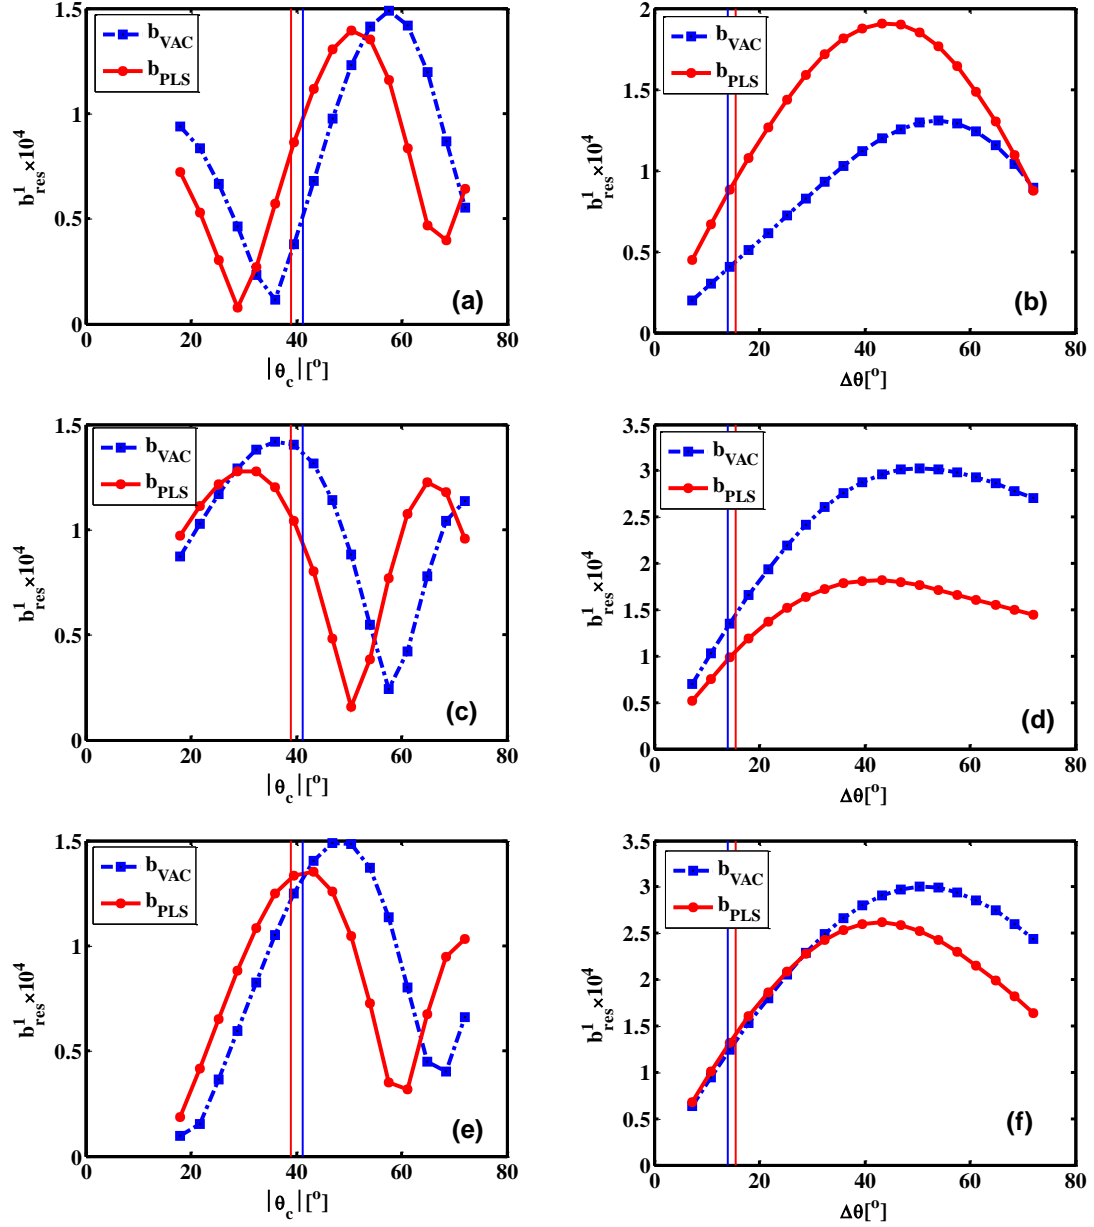 1.5
1
0.5
0
b_VAC
b_PLS
(a)
b^1_res×10^4
0 20 40 60 80
|θ_c|[°]
2
1.5
1
0.5
0
b_VAC
b_PLS
(b)
b^1_res×10^4
0 20 40 60 80
Δθ[°]
1.5
1
0.5
0
b_VAC
b_PLS
(c)
b^1_res×10^4
0 20 40 60 80
|θ_c|[°]
3.5
3
2.5
2
1.5
1
0.5
0
b_VAC
b_PLS
(d)
b^1_res×10^4
0 20 40 60 80
Δθ[°]
1.5
1
0.5
0
b_VAC
b_PLS
(e)
b^1_res×10^4
0 20 40 60 80
|θ_c|[°]
3.5
3
2.5
2
1.5
1
0.5
0
b_VAC
b_PLS
(f)
b^1_res×10^4
0 20 40 60 80
Δθ[°]